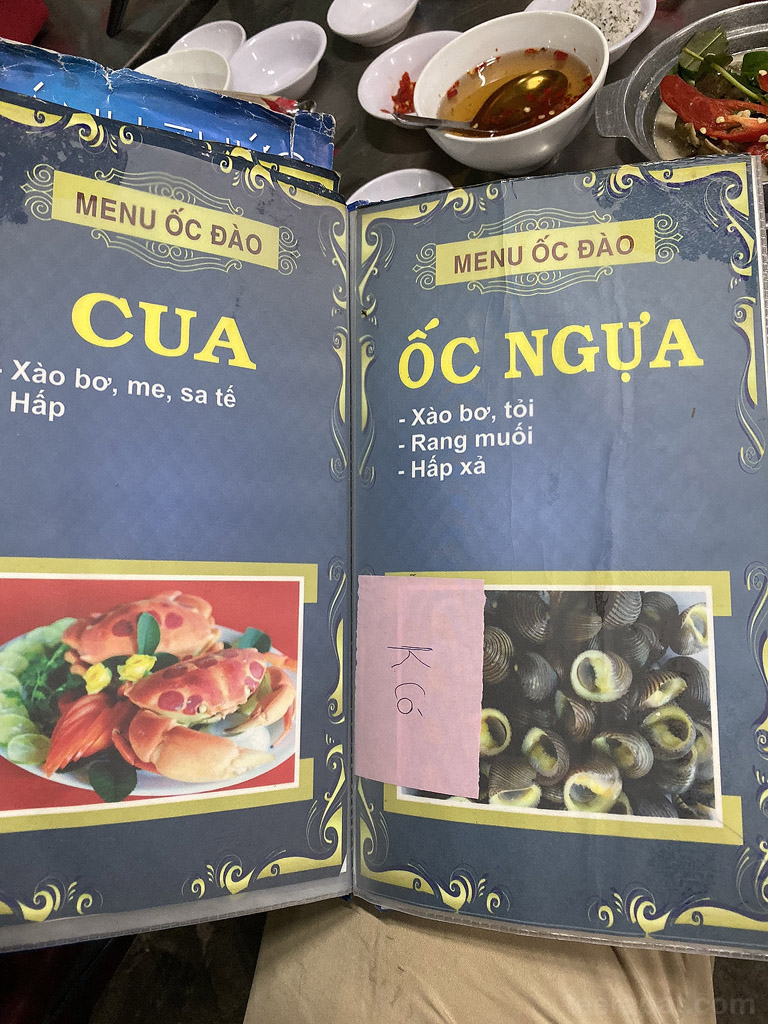 MENU ỐC ĐÀO
CUA
- Xào bơ, me, sa tế
Hấp
MENU ỐC ĐÀO
ỐC NGỰA
- Xào bơ, tỏi
- Rang muối
- Hấp xả
K Có